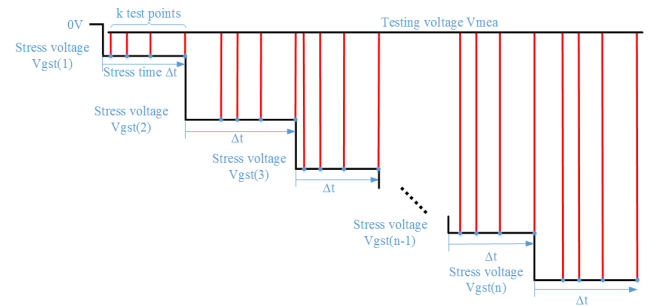 k test points
0V
Testing voltage Vmea
Stress voltage
Vgst(1)
Stress time Δt
Stress voltage
Vgst(2)
Δt
Stress voltage
Vgst(3)
Δt
Stress voltage
Vgst(n-1)
Δt
Stress voltage
Vgst(n)
Δt